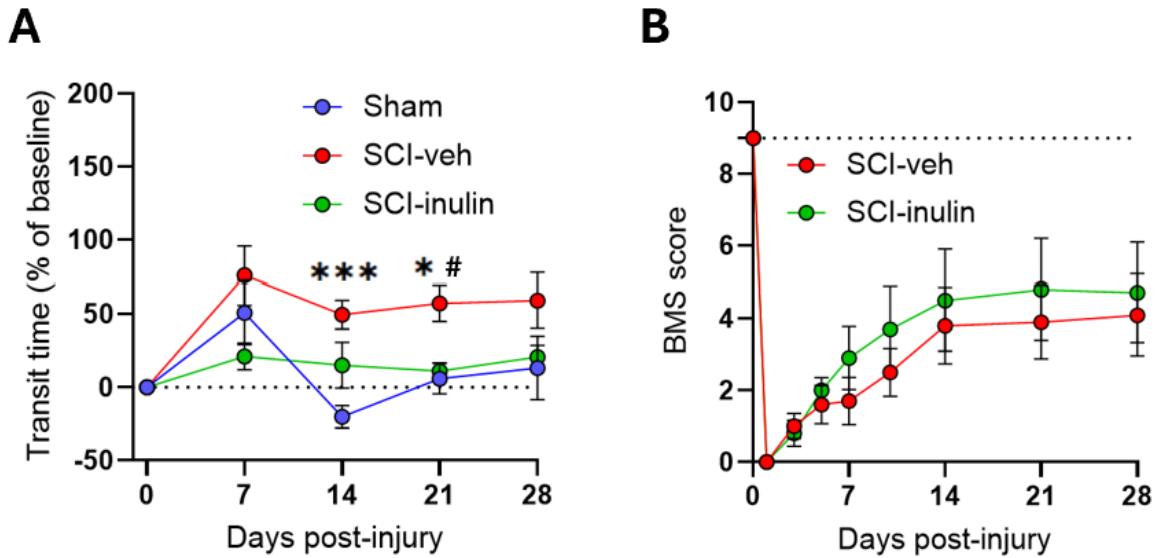 A
Transit time (% of baseline)
200
150
100
50
0
-50
Sham
SCI-veh
SCI-inulin
*** * #
0 7 14 21 28
Days post-injury
B
BMS score
10
8
6
4
2
0
SCI-veh
SCI-inulin
0 7 14 21 28
Days post-injury